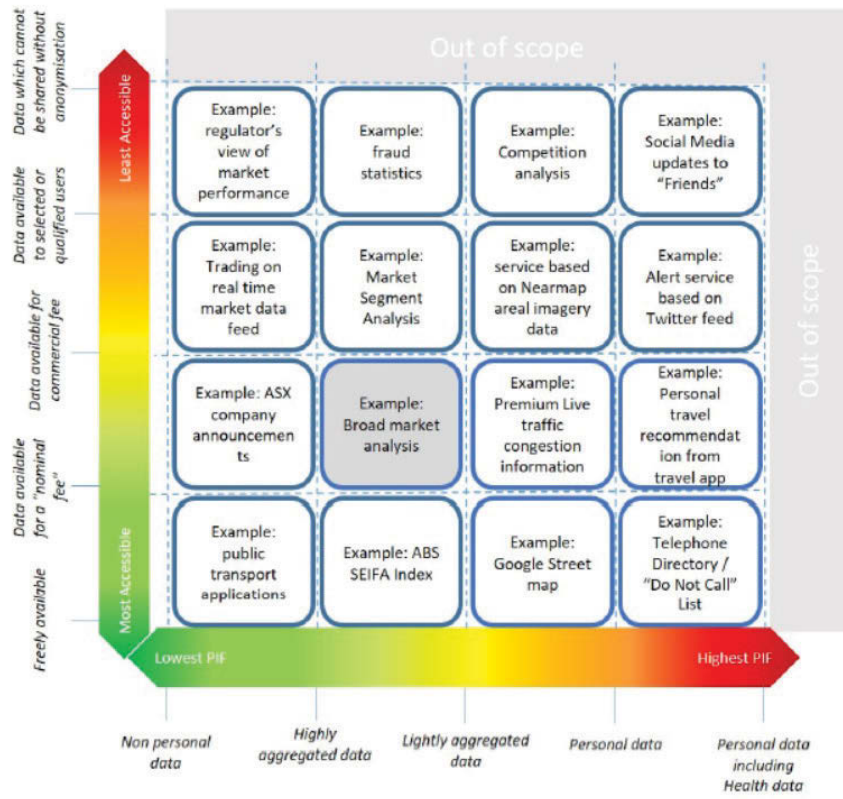 Out of scope
Out of scope
Data which cannot
be shared without
anonymisation
Data available
to selected or
qualified users
Data available for
commercial fee
Data available
for a "nominal
fee"
Freely available
Least Accessible
Most Accessible
Example:
regulator's
view of
market
performance
Example:
fraud
statistics
Example:
Competition
analysis
Example:
Social Media
updates to
“Friends”
Example:
Trading on
real time
market data
feed
Example:
Market
Segment
Analysis
Example:
service based
on Nearmap
areal imagery
data
Example:
Alert service
based on
Twitter feed
Example: ASX
company
announcemen
ts
Example:
Broad market
analysis
Example:
Premium Live
traffic
congestion
information
Example:
Personal
travel
recommendat
ion from
travel app
Example:
public
transport
applications
Example: ABS
SEIFA Index
Example:
Google Street
map
Example:
Telephone
Directory /
“Do Not Call”
List
Lowest PIF
Highest PIF
Non personal
data
Highly
aggregated data
Lightly aggregated
data
Personal data
Personal data
including
Health data